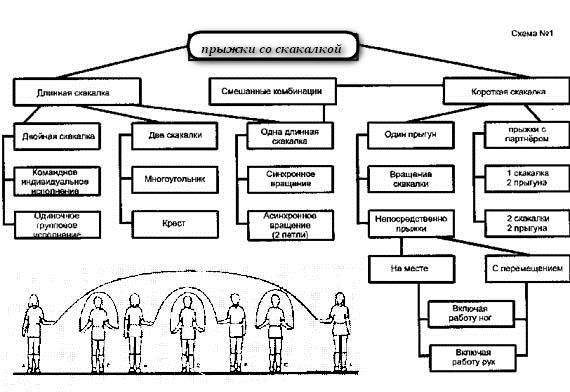 Схема №1
прыжки со скакалкой
Длинная скакалка
Смешанные комбинации
Короткая скакалка
Двойная скакалка
Две скакалки
Одна длинная
скакалка
Один прыгун
прыжки с
партнёром
Командное
индивидуальное
исполнение
Многоугольник
Синхронное
вращение
Вращение
скакалки
1 скакалка
2 прыгуна
Одиночное
групповое
исполнение
Крест
Асинхронное
вращение
(2 петли)
Непосредственно
прыжки
2 скакалки
2 прыгуна
На месте
С перемещением
Включая
работу ног
Включая
работу рук